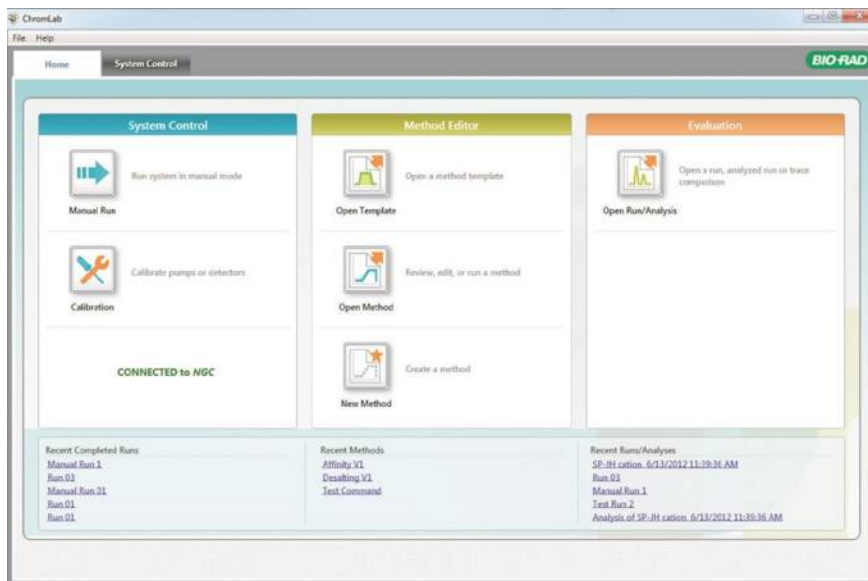 ChromLab
File Help
Home System Control
BIO-RAD
System Control
Run system in manual mode
Manual Run
Calibrate pumps or detectors
Calibration
CONNECTED to NGC
Method Editor
Open a method template
Open Template
Review, edit, or run a method
Open Method
Create a method
New Method
Evaluation
Open a run, analyzed run or trace
comparison
Open Run/Analysis
Recent Completed Runs
Manual Run 1
Run 03
Manual Run 21
Run 01
Run 01
Recent Methods
Affinity V1
Desalting V1
Test Command
Recent Runs/Analyses
SP-JH cation 6/13/2012 11:39:36 AM
Run 03
Manual Run 1
Test Run 2
Analysis of SP-JH cation 6/13/2012 11:39:36 AM